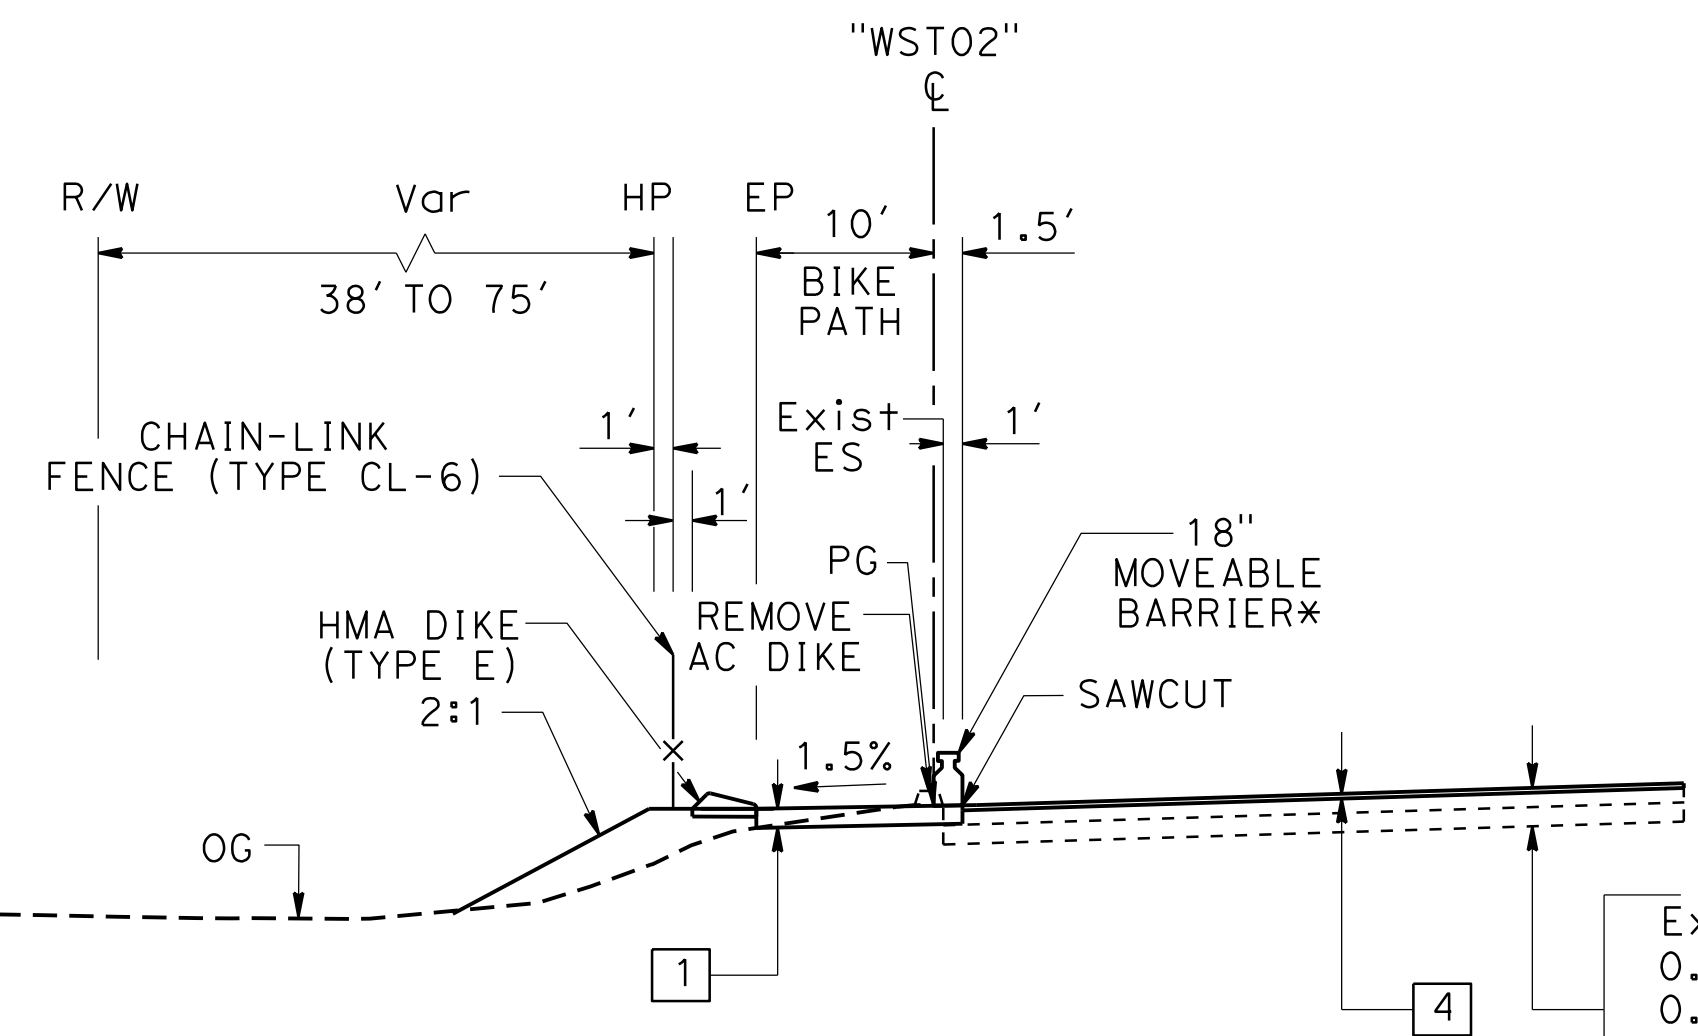 "WST02"
℄
R/W
Var
HP
EP
10'
1.5'
38' TO 75'
BIKE
PATH
CHAIN-LINK
FENCE (TYPE CL-6)
1'
Exist
ES
1'
1'
18"
MOVEABLE
BARRIER*
PG
REMOVE
AC DIKE
HMA DIKE
(TYPE E)
2:1
SAWCUT
1.5%
OG
1
4
0.
0.